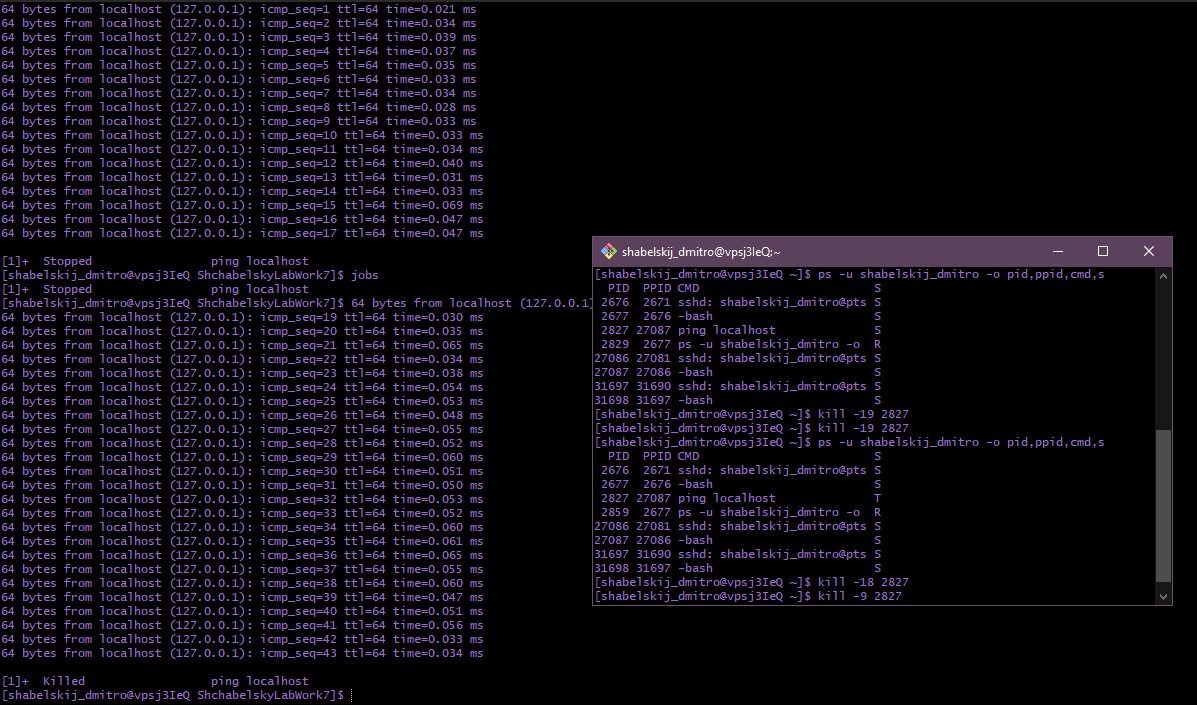 64 bytes from localhost (127.0.0.1): icmp_seq=1 ttl=64 time=0.021 ms
64 bytes from localhost (127.0.0.1): icmp_seq=2 ttl=64 time=0.034 ms
64 bytes from localhost (127.0.0.1): icmp_seq=3 ttl=64 time=0.039 ms
64 bytes from localhost (127.0.0.1): icmp_seq=4 ttl=64 time=0.037 ms
64 bytes from localhost (127.0.0.1): icmp_seq=5 ttl=64 time=0.035 ms
64 bytes from localhost (127.0.0.1): icmp_seq=6 ttl=64 time=0.033 ms
64 bytes from localhost (127.0.0.1): icmp_seq=7 ttl=64 time=0.034 ms
64 bytes from localhost (127.0.0.1): icmp_seq=8 ttl=64 time=0.028 ms
64 bytes from localhost (127.0.0.1): icmp_seq=9 ttl=64 time=0.033 ms
64 bytes from localhost (127.0.0.1): icmp_seq=10 ttl=64 time=0.033 ms
64 bytes from localhost (127.0.0.1): icmp_seq=11 ttl=64 time=0.034 ms
64 bytes from localhost (127.0.0.1): icmp_seq=12 ttl=64 time=0.040 ms
64 bytes from localhost (127.0.0.1): icmp_seq=13 ttl=64 time=0.031 ms
64 bytes from localhost (127.0.0.1): icmp_seq=14 ttl=64 time=0.033 ms
64 bytes from localhost (127.0.0.1): icmp_seq=15 ttl=64 time=0.069 ms
64 bytes from localhost (127.0.0.1): icmp_seq=16 ttl=64 time=0.047 ms
64 bytes from localhost (127.0.0.1): icmp_seq=17 ttl=64 time=0.047 ms
[1]+  Stopped                 ping localhost
[shabelskij_dmitro@vpsj3IeQ ShchabelskyLabWork7]$ jobs
[1]+  Stopped                 ping localhost
[shabelskij_dmitro@vpsj3IeQ ShchabelskyLabWork7]$ 64 bytes from localhost (127.0.0.1)
64 bytes from localhost (127.0.0.1): icmp_seq=19 ttl=64 time=0.030 ms
64 bytes from localhost (127.0.0.1): icmp_seq=20 ttl=64 time=0.035 ms
64 bytes from localhost (127.0.0.1): icmp_seq=21 ttl=64 time=0.065 ms
64 bytes from localhost (127.0.0.1): icmp_seq=22 ttl=64 time=0.034 ms
64 bytes from localhost (127.0.0.1): icmp_seq=23 ttl=64 time=0.038 ms
64 bytes from localhost (127.0.0.1): icmp_seq=24 ttl=64 time=0.054 ms
64 bytes from localhost (127.0.0.1): icmp_seq=25 ttl=64 time=0.053 ms
64 bytes from localhost (127.0.0.1): icmp_seq=26 ttl=64 time=0.048 ms
64 bytes from localhost (127.0.0.1): icmp_seq=27 ttl=64 time=0.055 ms
64 bytes from localhost (127.0.0.1): icmp_seq=28 ttl=64 time=0.052 ms
64 bytes from localhost (127.0.0.1): icmp_seq=29 ttl=64 time=0.060 ms
64 bytes from localhost (127.0.0.1): icmp_seq=30 ttl=64 time=0.051 ms
64 bytes from localhost (127.0.0.1): icmp_seq=31 ttl=64 time=0.050 ms
64 bytes from localhost (127.0.0.1): icmp_seq=32 ttl=64 time=0.053 ms
64 bytes from localhost (127.0.0.1): icmp_seq=33 ttl=64 time=0.052 ms
64 bytes from localhost (127.0.0.1): icmp_seq=34 ttl=64 time=0.060 ms
64 bytes from localhost (127.0.0.1): icmp_seq=35 ttl=64 time=0.061 ms
64 bytes from localhost (127.0.0.1): icmp_seq=36 ttl=64 time=0.065 ms
64 bytes from localhost (127.0.0.1): icmp_seq=37 ttl=64 time=0.055 ms
64 bytes from localhost (127.0.0.1): icmp_seq=38 ttl=64 time=0.060 ms
64 bytes from localhost (127.0.0.1): icmp_seq=39 ttl=64 time=0.047 ms
64 bytes from localhost (127.0.0.1): icmp_seq=40 ttl=64 time=0.051 ms
64 bytes from localhost (127.0.0.1): icmp_seq=41 ttl=64 time=0.056 ms
64 bytes from localhost (127.0.0.1): icmp_seq=42 ttl=64 time=0.033 ms
64 bytes from localhost (127.0.0.1): icmp_seq=43 ttl=64 time=0.034 ms
[1]+  Killed                  ping localhost
[shabelskij_dmitro@vpsj3IeQ ShchabelskyLabWork7]$
shabelskij_dmitro@vpsj3IeQ:~
[shabelskij_dmitro@vpsj3IeQ ~]$ ps -u shabelskij_dmitro -o pid,ppid,cmd,s
  PID  PPID CMD                         S
 2676  2671 sshd: shabelskij_dmitro@pts S
 2677  2676 -bash                       S
 2827 27087 ping localhost              S
 2829  2677 ps -u shabelskij_dmitro -o  R
27086 27081 sshd: shabelskij_dmitro@pts S
27087 27086 -bash                       S
31697 31690 sshd: shabelskij_dmitro@pts S
31698 31697 -bash                       S
[shabelskij_dmitro@vpsj3IeQ ~]$ kill -19 2827
[shabelskij_dmitro@vpsj3IeQ ~]$ kill -19 2827
[shabelskij_dmitro@vpsj3IeQ ~]$ ps -u shabelskij_dmitro -o pid,ppid,cmd,s
  PID  PPID CMD                         S
 2676  2671 sshd: shabelskij_dmitro@pts S
 2677  2676 -bash                       S
 2827 27087 ping localhost              T
 2859  2677 ps -u shabelskij_dmitro -o  R
27086 27081 sshd: shabelskij_dmitro@pts S
27087 27086 -bash                       S
31697 31690 sshd: shabelskij_dmitro@pts S
31698 31697 -bash                       S
[shabelskij_dmitro@vpsj3IeQ ~]$ kill -18 2827
[shabelskij_dmitro@vpsj3IeQ ~]$ kill -9 2827